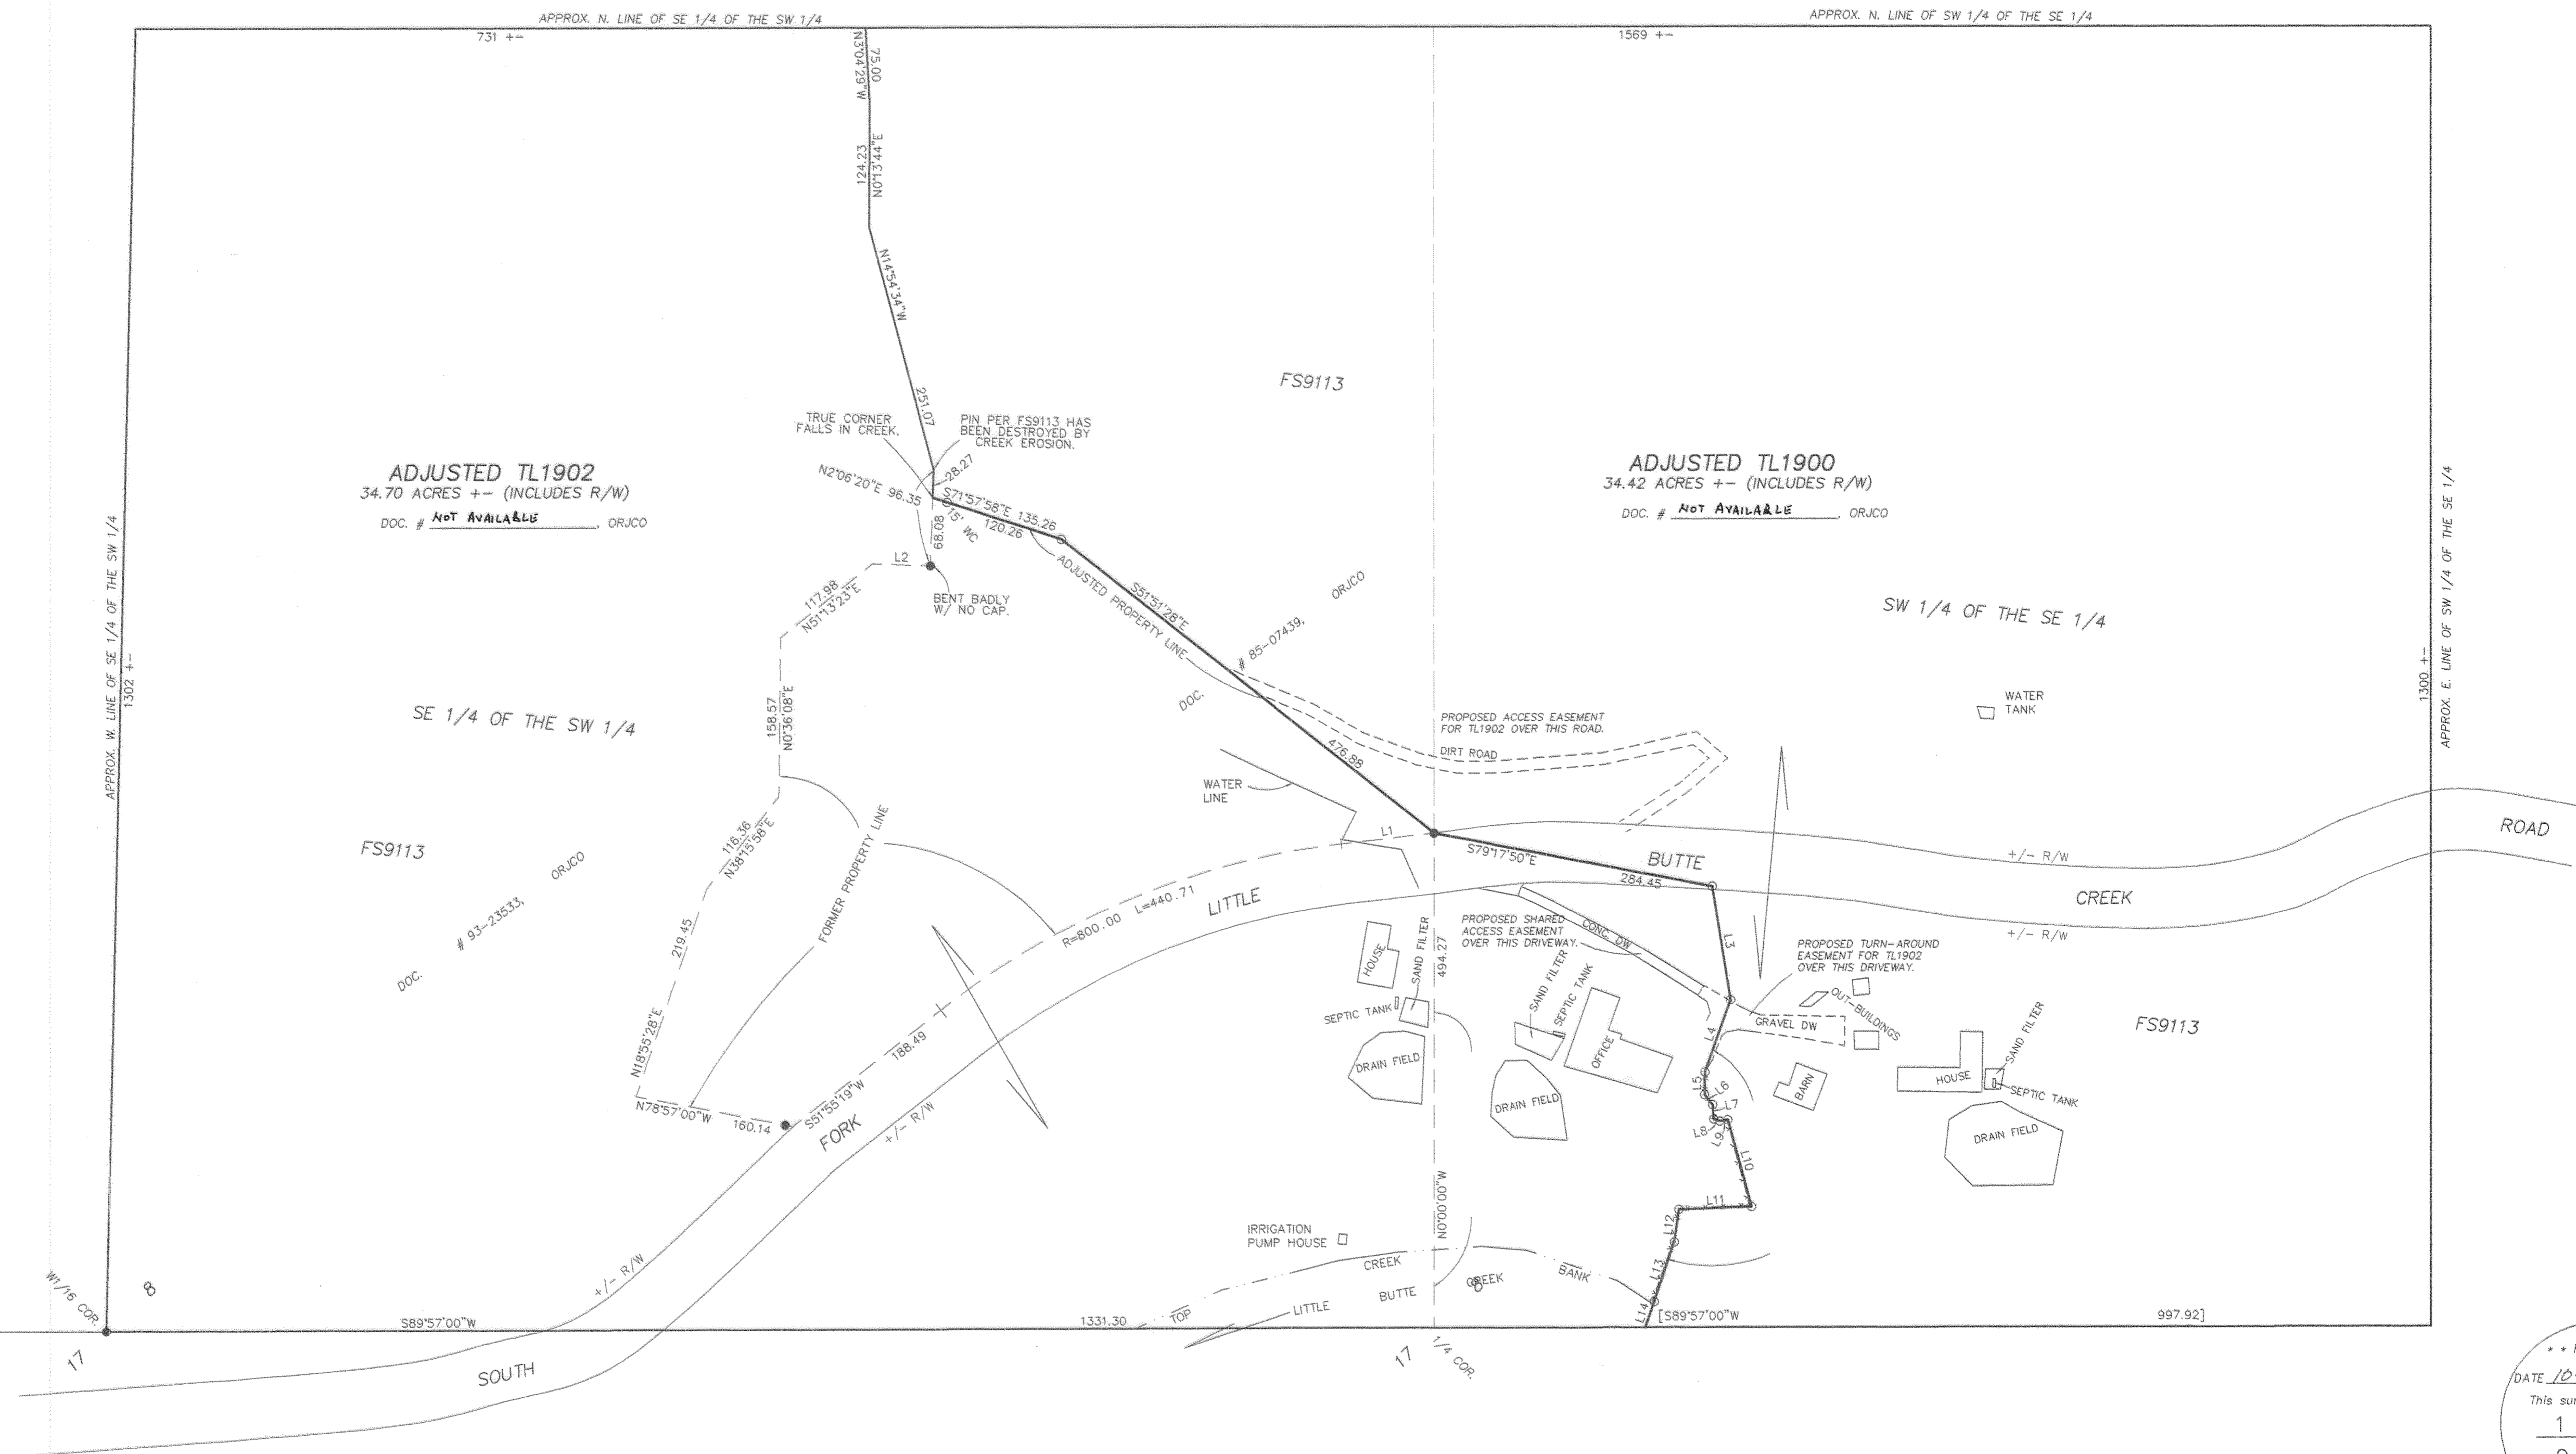 APPROX. N. LINE OF SE 1/4 OF THE SW 1/4
APPROX. N. LINE OF SW 1/4 OF THE SE 1/4
731 +-
1569 +-
N3°04'29"W
75.00
124.23
N0°13'44"E
N14°54'34"W
251.07
FS9113
TRUE CORNER
FALLS IN CREEK.
PIN PER FS9113 HAS
BEEN DESTROYED BY
CREEK EROSION.
28.27
N2°06'20"E 96.35
S71°57'58"E 135.26
120.26
15' WC
68.08
ADJUSTED TL1902
34.70 ACRES +- (INCLUDES R/W)
DOC. # NOT AVAILABLE, ORJCO
ADJUSTED TL1900
34.42 ACRES +- (INCLUDES R/W)
DOC. # NOT AVAILABLE, ORJCO
APPROX. W. LINE OF SE 1/4 OF THE SW 1/4
1302 +-
APPROX. E. LINE OF SW 1/4 OF THE SE 1/4
1300 +-
L2
117.98
N51°13'23"E
BENT BADLY
W/ NO CAP.
ADJUSTED PROPERTY LINE
S51°51'28"E
476.88
DOC. # 85-07439, ORJCO
SW 1/4 OF THE SE 1/4
SE 1/4 OF THE SW 1/4
158.57
N0°36'08"E
WATER
TANK
PROPOSED ACCESS EASEMENT
FOR TL1902 OVER THIS ROAD.
DIRT ROAD
WATER
LINE
L1
FS9113
116.36
N38°15'58"E
FORMER PROPERTY LINE
DOC. # 93-23533, ORJCO
219.45
N18°55'28"E
R=800.00 L=440.71
188.49
S51°55'19"W
N78°57'00"W
160.14
S79°17'50"E
284.45
SOUTH
FORK
LITTLE
BUTTE
CREEK
ROAD
+/- R/W
+/- R/W
+/- R/W
+/- R/W
HOUSE
SAND FILTER
494.27
SEPTIC TANK
DRAIN FIELD
PROPOSED SHARED
ACCESS EASEMENT
OVER THIS DRIVEWAY.
CONC. DW
SAND FILTER
SEPTIC TANK
OFFICE
DRAIN FIELD
L3
L4
L5
L6
L7
L8
L9
L10
L11
L12
L13
L14
PROPOSED TURN-AROUND
EASEMENT FOR TL1902
OVER THIS DRIVEWAY.
OUT-BUILDINGS
GRAVEL DW
BARN
HOUSE
SAND FILTER
SEPTIC TANK
DRAIN FIELD
FS9113
IRRIGATION
PUMP HOUSE
N0°00'00"W
TOP
CREEK
CREEK
BANK
LITTLE
BUTTE
8
W1/16 COR.
8
17
S89°57'00"W
1331.30
17
1/4 COR.
[S89°57'00"W
997.92]
* *
DATE 10
This sur
1